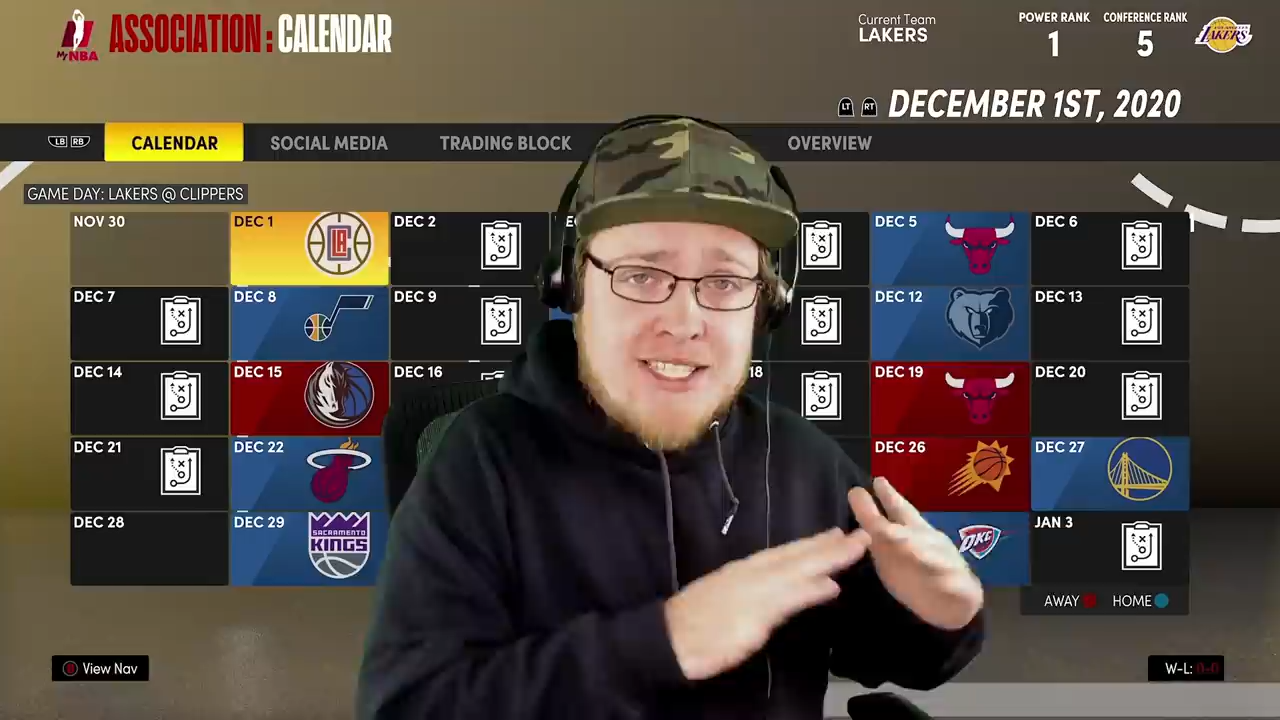 MyNBA
ASSOCIATION: CALENDAR
Current Team
LAKERS
POWER RANK
1
CONFERENCE RANK
5
LAKERS
LT RT DECEMBER 1ST, 2020
LB RB CALENDAR SOCIAL MEDIA TRADING BLOCK OVERVIEW
GAME DAY: LAKERS @ CLIPPERS
NOV 30 DEC 1 DEC 2 DEC 5 DEC 6
DEC 7 DEC 8 DEC 9 DEC 12 DEC 13
DEC 14 DEC 15 DEC 16 18 DEC 19 DEC 20
DEC 21 DEC 22 DEC 26 DEC 27
DEC 28 DEC 29 JAN 3
SACRAMENTO
KINGS
OKC
AWAY HOME
View Nav
W-L: 0-0